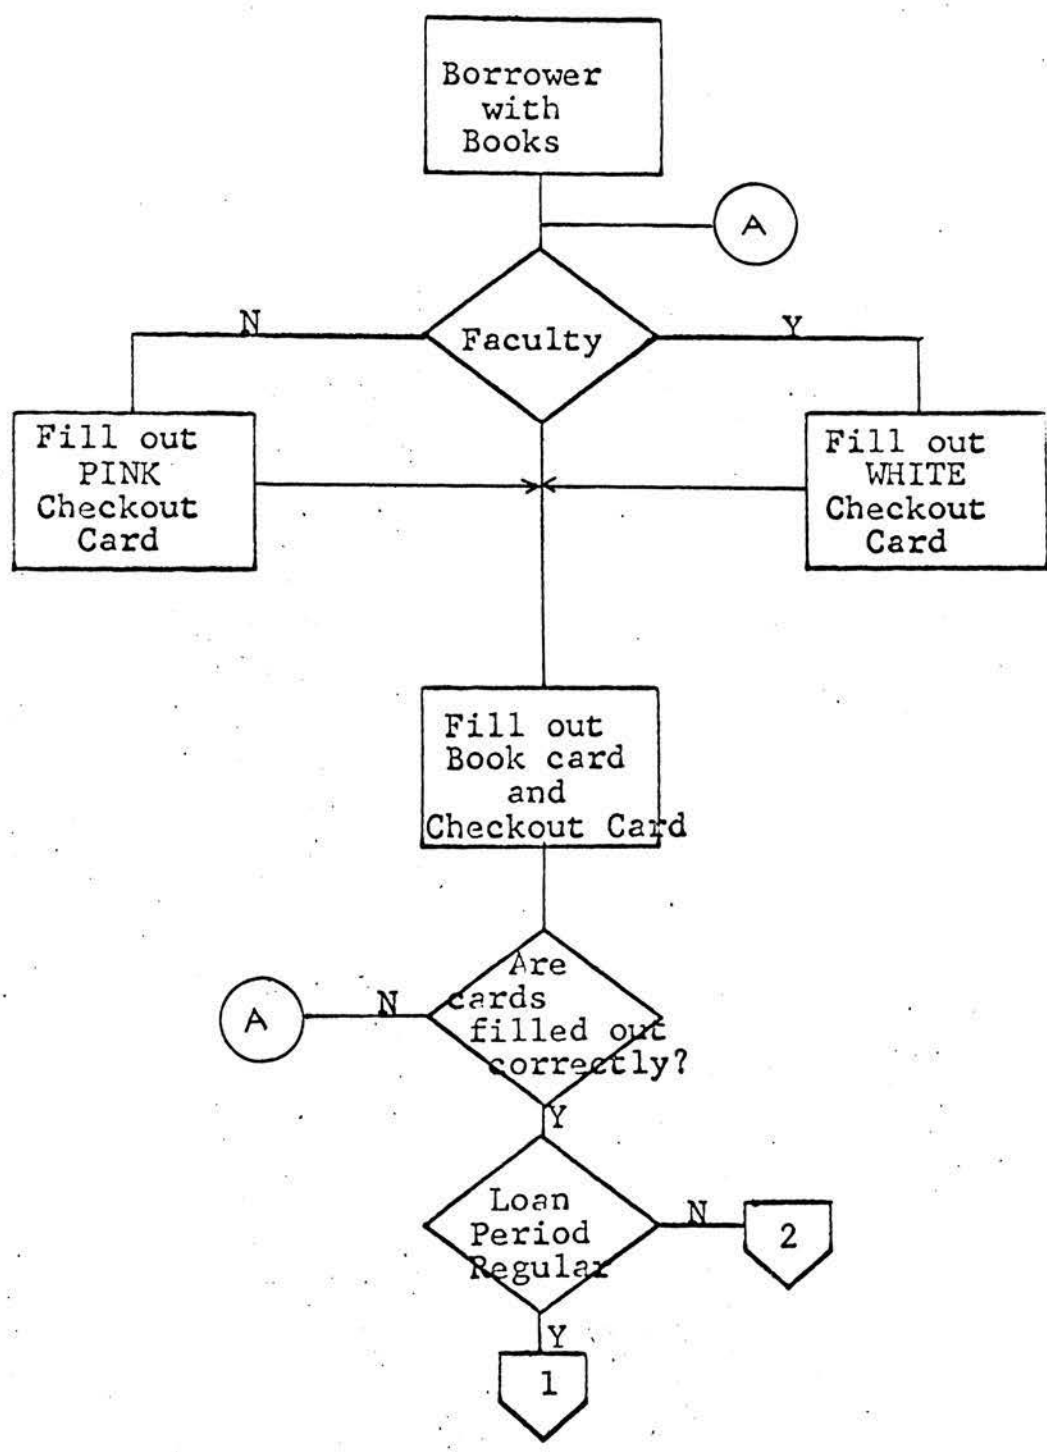 Borrower
with
Books
A
N
Y
Faculty
Fill out
PINK
Checkout
Card
Fill out
WHITE
Checkout
Card
Fill out
Book card
and
Checkout Card
Are
cards
filled out
correctly?
A
N
Y
Loan
Period
Regular
N
2
Y
1